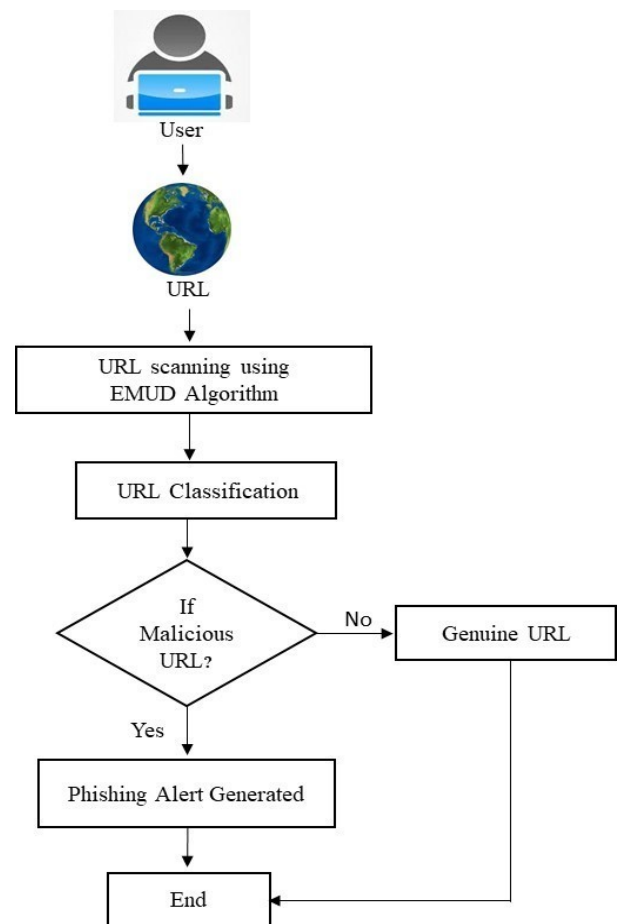 User
URL
URL scanning using
EMUD Algorithm
URL Classification
If
Malicious
URL?
No
Genuine URL
Yes
Phishing Alert Generated
End